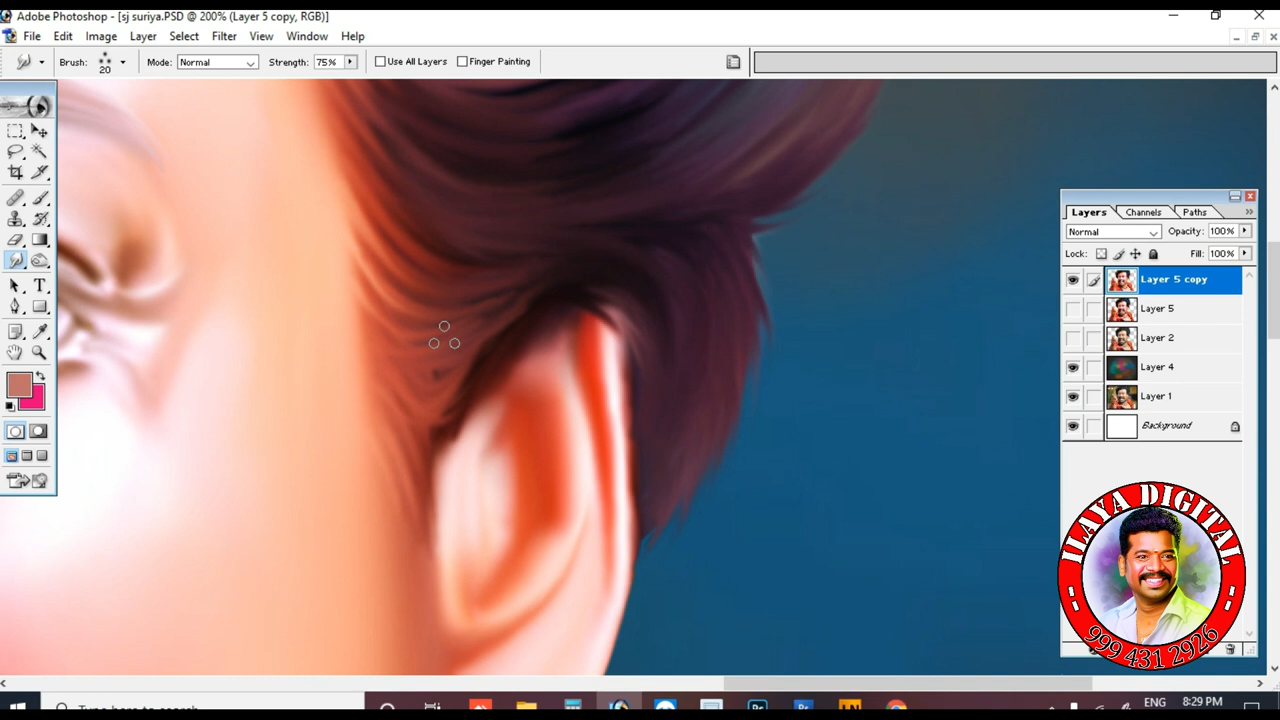 Adobe Photoshop - [sj suriya.PSD @ 200% (Layer 5 copy, RGB)]
File Edit Image Layer Select Filter View Window Help
Brush: 20 Mode: Normal Strength: 75% Use All Layers Finger Painting
Layers Channels Paths
Normal Opacity: 100%
Lock: Fill: 100%
Layer 5 copy
Layer 5
Layer 2
Layer 4
Layer 1
Background
ILAYA DIGITAL
999 431 2926
ENG 8:29 PM